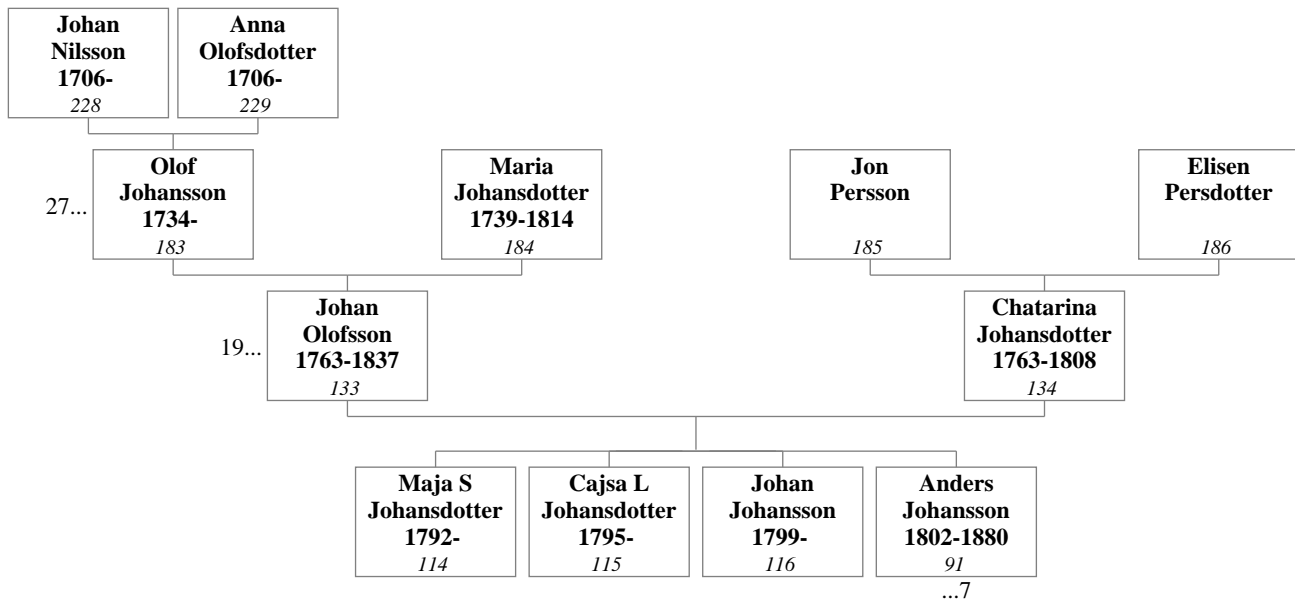 Johan
Nilsson
1706-
228
Anna
Olofsdotter
1706-
229
27...
Olof
Johansson
1734-
183
Maria
Johansdotter
1739-1814
184
Jon
Persson
185
Elisen
Persdotter
186
19...
Johan
Olofsson
1763-1837
133
Chatarina
Johansdotter
1763-1808
134
Maja S
Johansdotter
1792-
114
Cajsa L
Johansdotter
1795-
115
Johan
Johansson
1799-
116
Anders
Johansson
1802-1880
91
...7